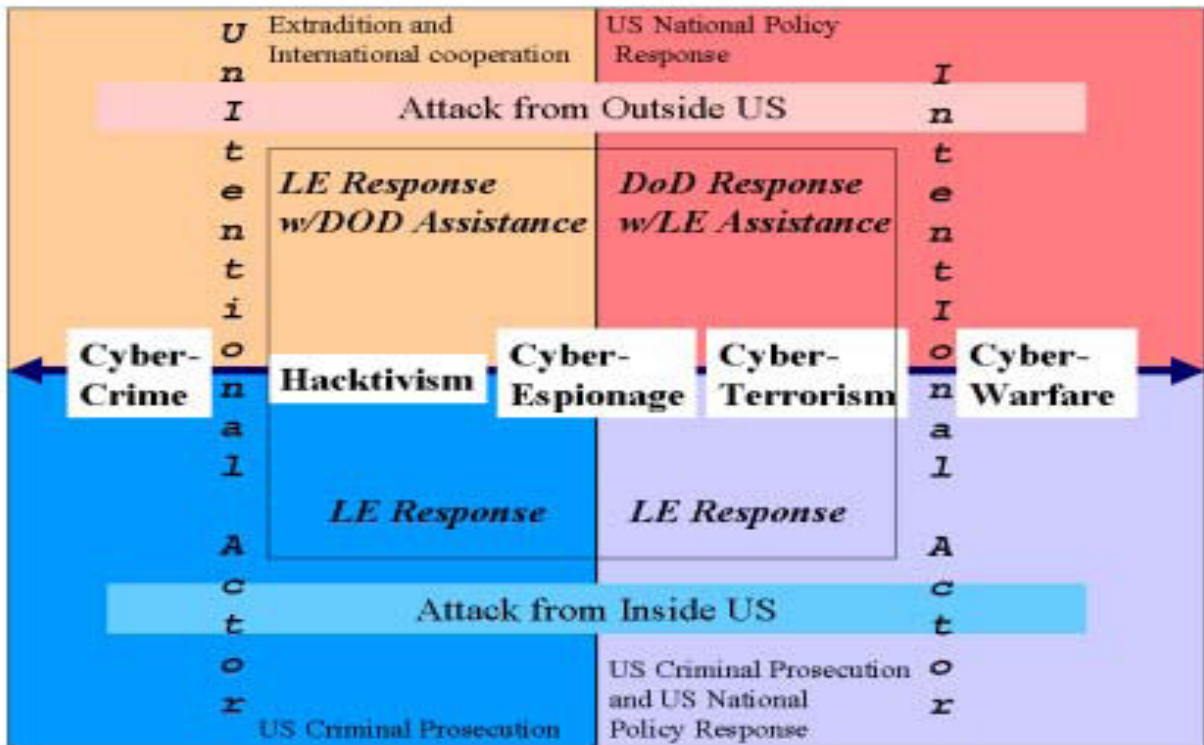 Extradition and
International cooperation
US National Policy
Response
Attack from Outside US
LE Response
w/DOD Assistance
DoD Response
w/LE Assistance
UnItentional Actor
IntentIonal Actor
Cyber-
Crime
Hacktivism
Cyber-
Espionage
Cyber-
Terrorism
Cyber-
Warfare
LE Response
LE Response
Attack from Inside US
US Criminal Prosecution
US Criminal Prosecution
and US National
Policy Response